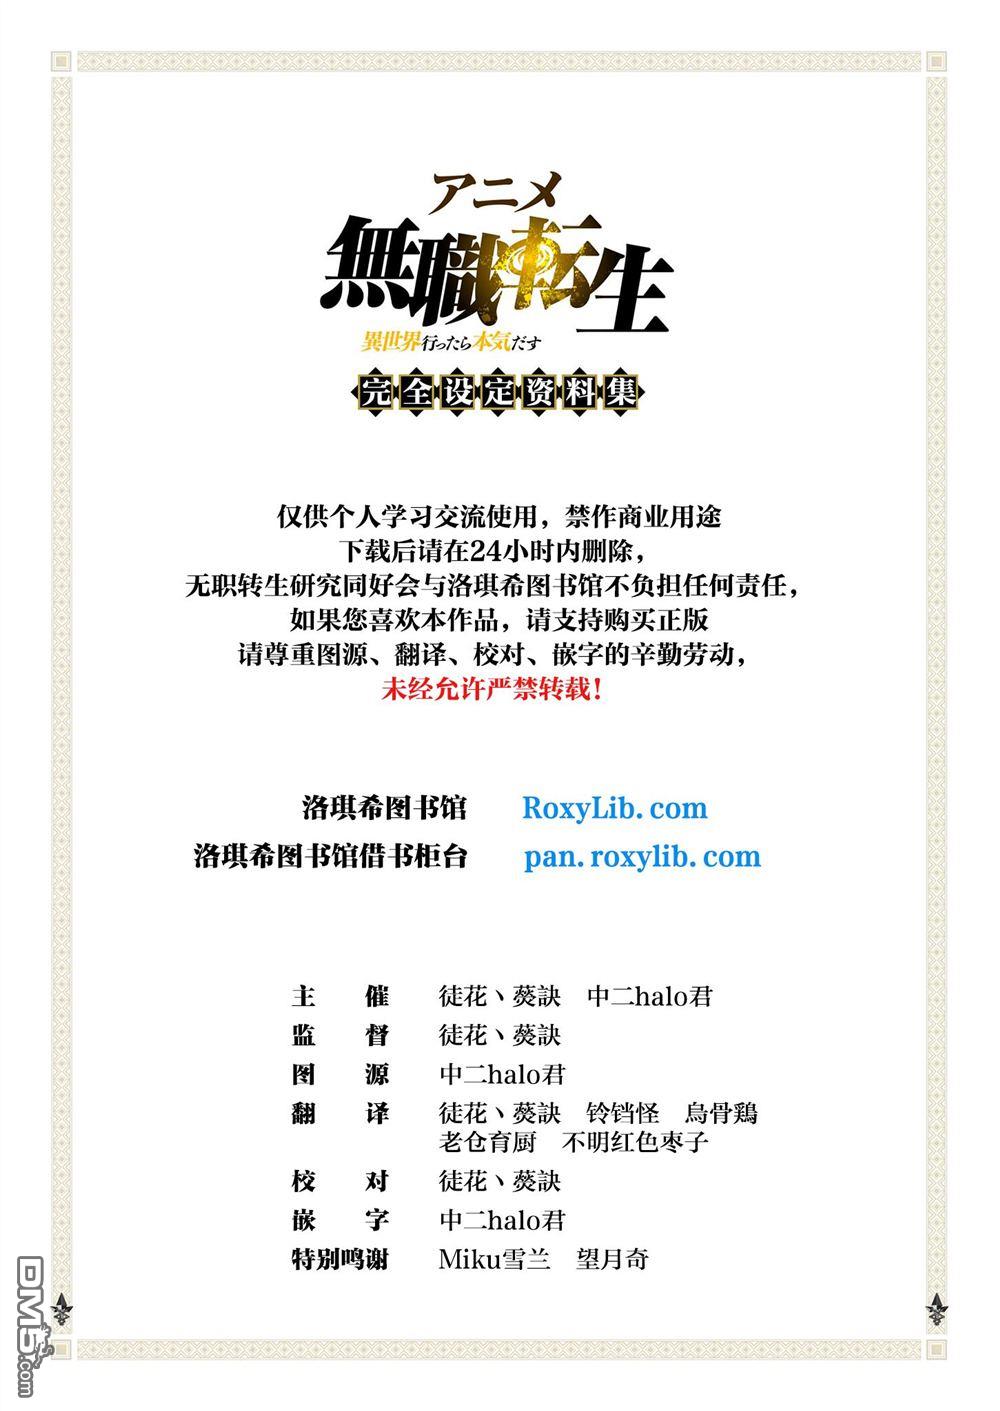 アニメ
無職転生
異世界行ったら本気だす
完全设定资料集
仅供个人学习交流使用，禁作商业用途
下载后请在24小时内删除，
无职转生研究同好会与洛琪希图书馆不负担任何责任，
如果您喜欢本作品，请支持购买正版
请尊重图源、翻译、校对、嵌字的辛勤劳动，
未经允许严禁转载！
洛琪希图书馆 RoxyLib.com
洛琪希图书馆借书柜台 pan.roxylib.com
主催 徒花丶蒅訣 中二halo君
监督 徒花丶蒅訣
图源 中二halo君
翻译 徒花丶蒅訣 铃铛怪 烏骨鶏
老仓育厨 不明红色枣子
校对 徒花丶蒅訣
嵌字 中二halo君
特别鸣谢 Miku雪兰 望月奇
DM5.com